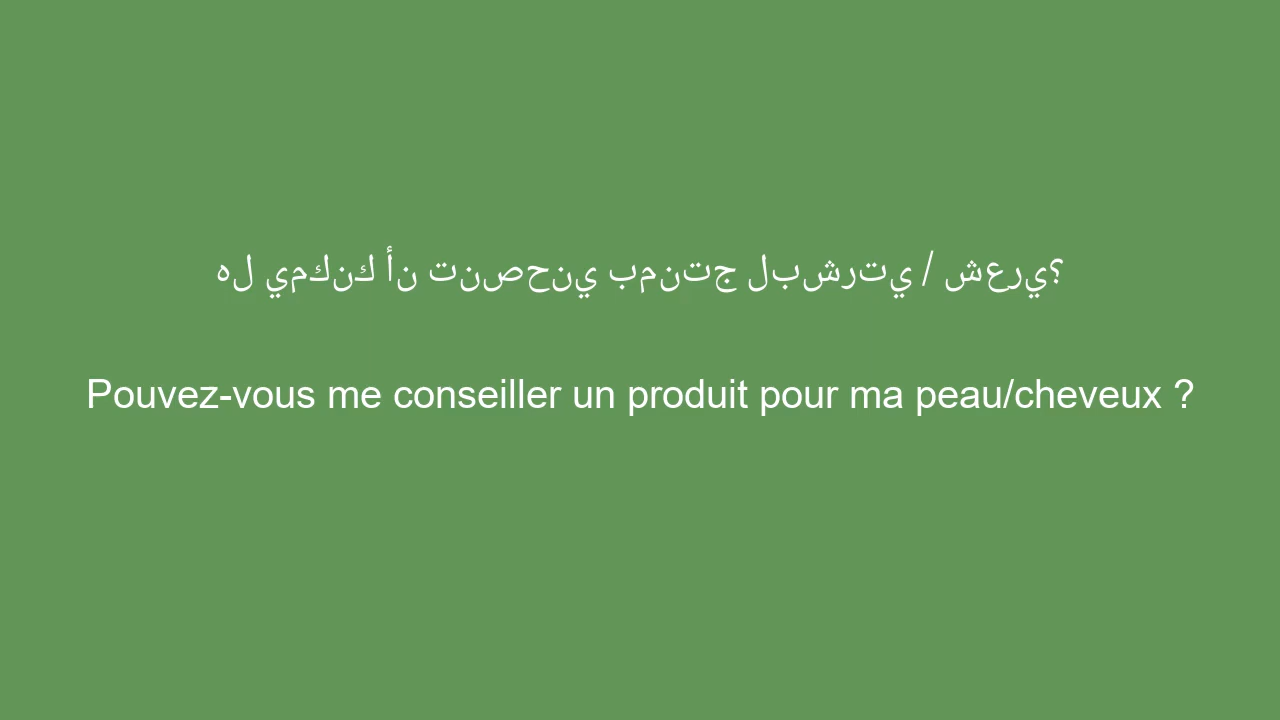 هل يمكنك أن تنصحني بمنتج لبشرتي / شعري؟
Pouvez-vous me conseiller un produit pour ma peau/cheveux ?